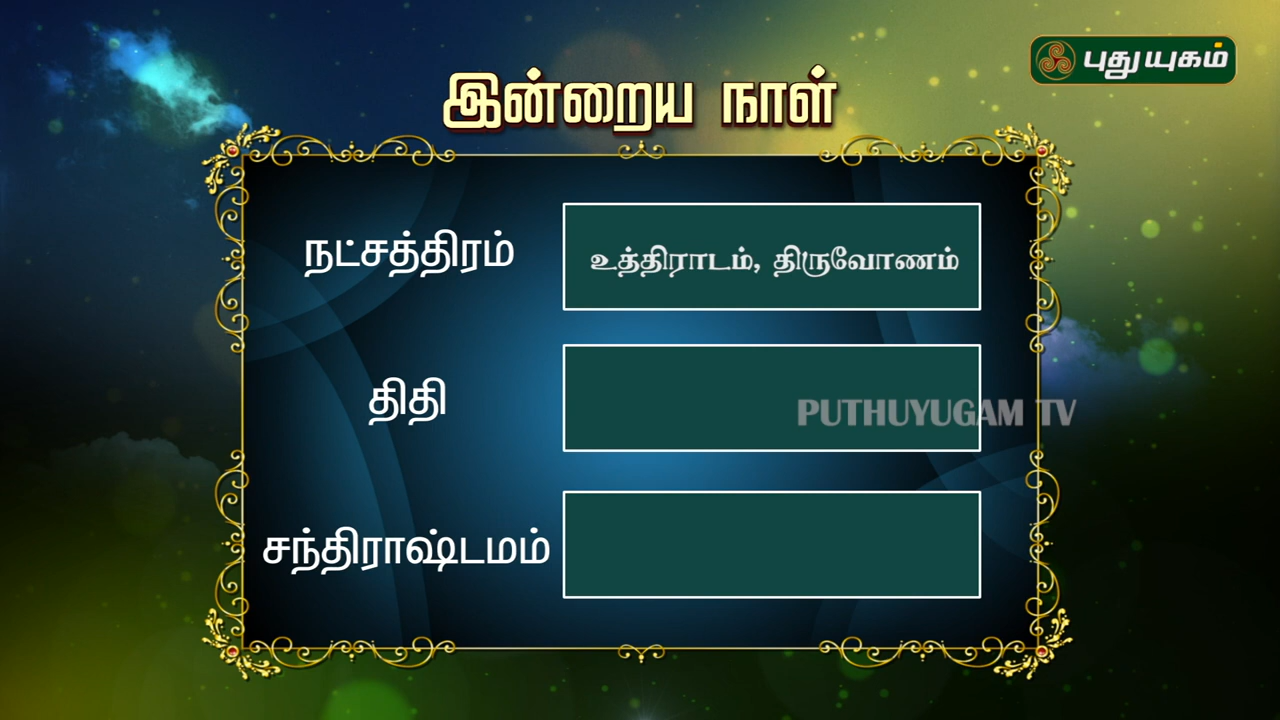 புதுயுகம்
இன்றைய நாள்
நட்சத்திரம்
உத்திராடம், திருவோணம்
திதி
PUTHUYUGAM TV
சந்திராஷ்டமம்